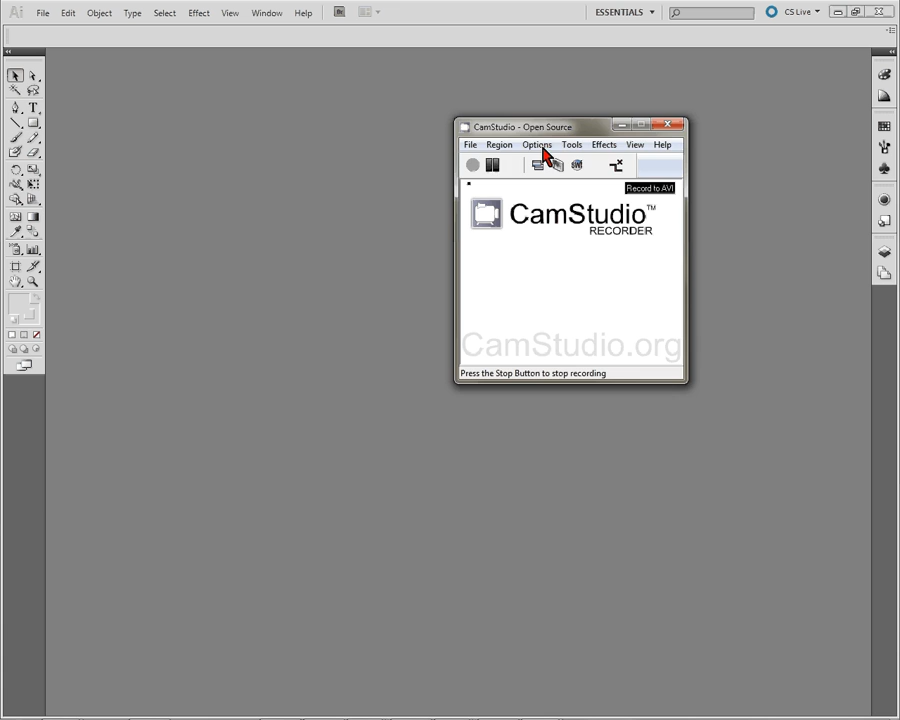 Ai File Edit Object Type Select Effect View Window Help Br ESSENTIALS CS Live
CamStudio - Open Source
File Region Options Tools Effects View Help
Record to AVI
CamStudio™
RECORDER
CamStudio.org
Press the Stop Button to stop recording